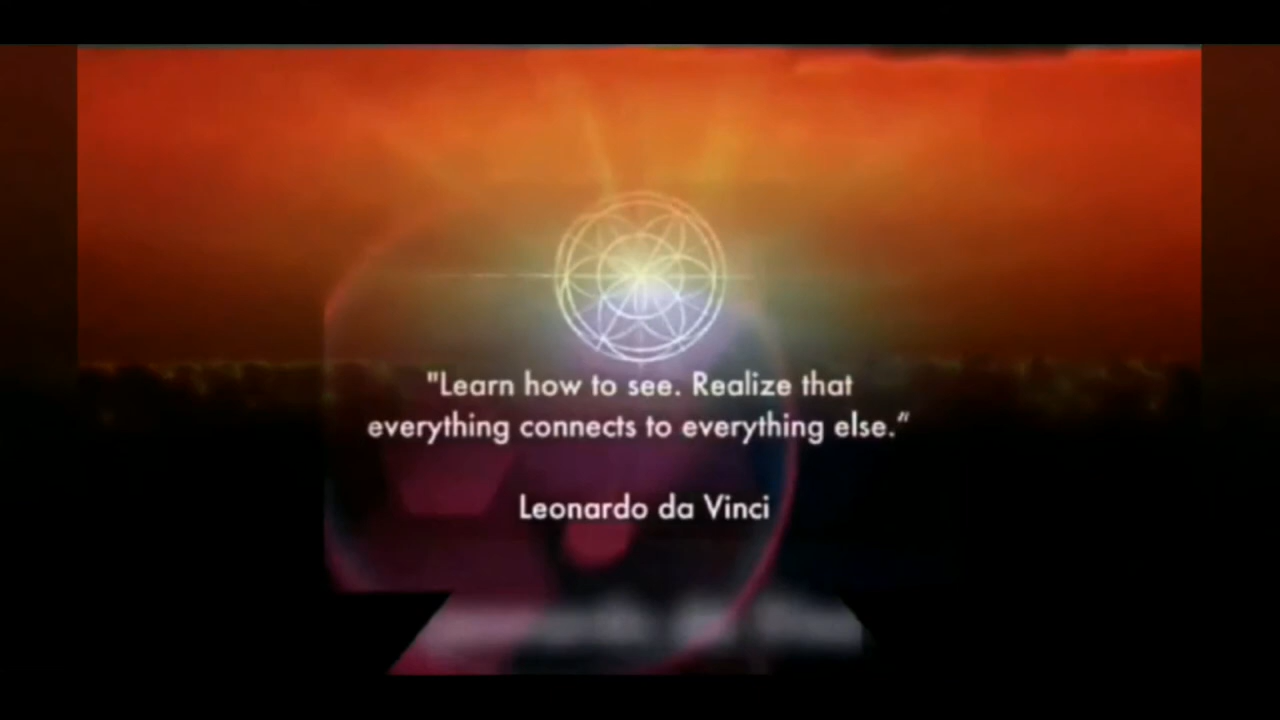 "Learn how to see. Realize that
everything connects to everything else.”
Leonardo da Vinci